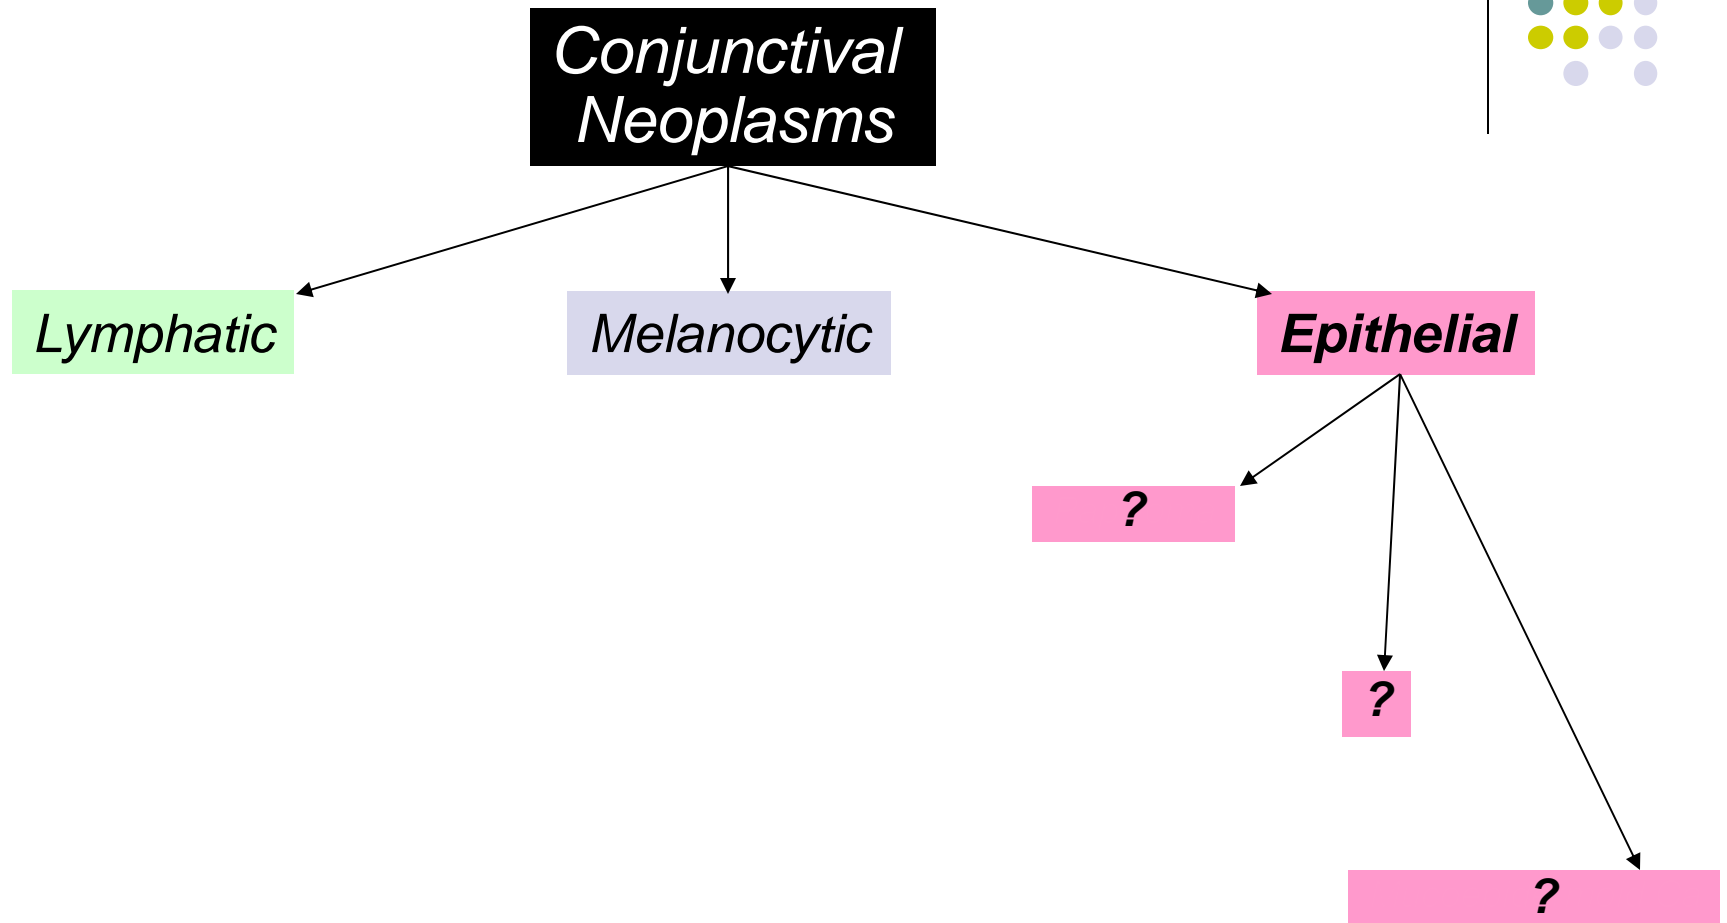 Conjunctival
Neoplasms
Lymphatic
Melanocytic
Epithelial
?
?
?